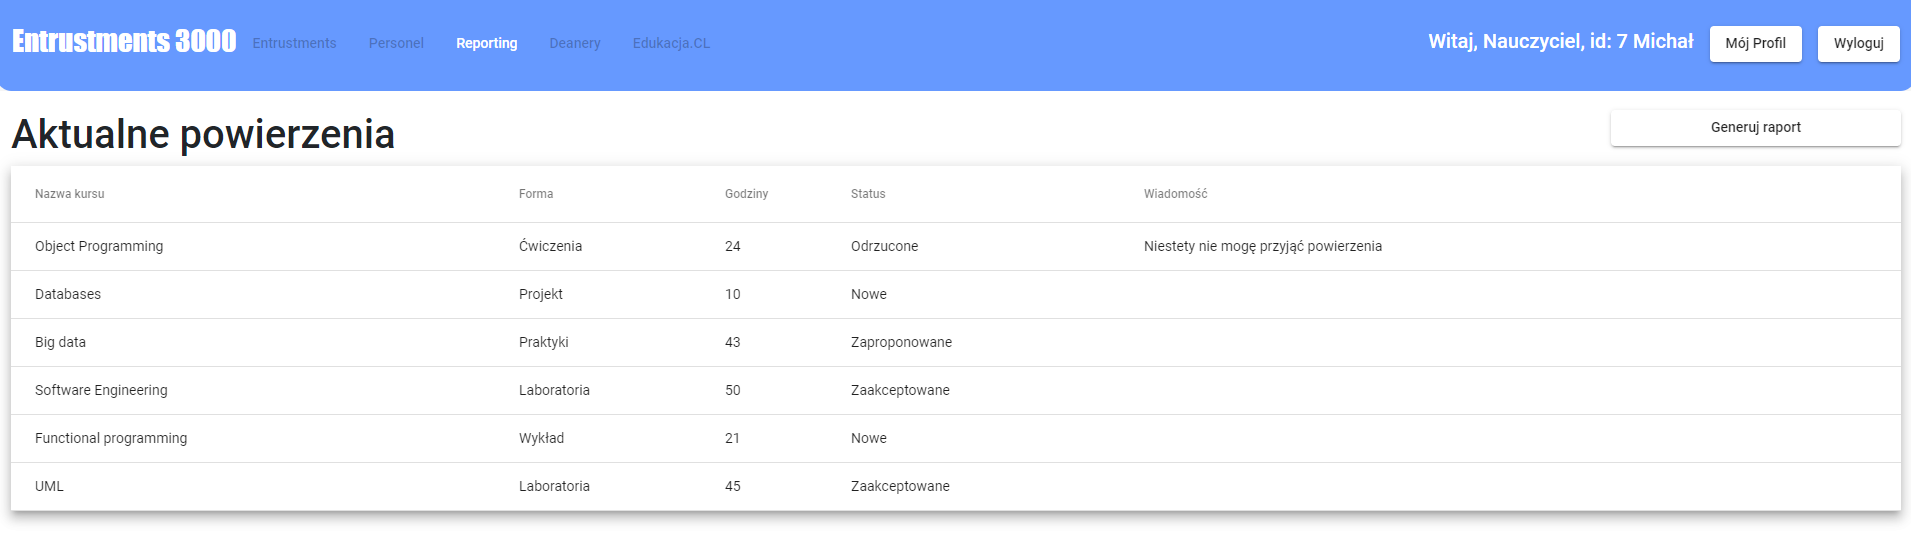 Entrustments 3000 Entrustments Personel Reporting Deanery Edukacja.CL Witaj, Nauczyciel, id: 7 Michał Mój Profil Wyloguj
Aktualne powierzenia Generuj raport
Nazwa kursu Forma Godziny Status Wiadomość
Object Programming Ćwiczenia 24 Odrzucone Niestety nie mogę przyjąć powierzenia
Databases Projekt 10 Nowe
Big data Praktyki 43 Zaproponowane
Software Engineering Laboratoria 50 Zaakceptowane
Functional programming Wykład 21 Nowe
UML Laboratoria 45 Zaakceptowane